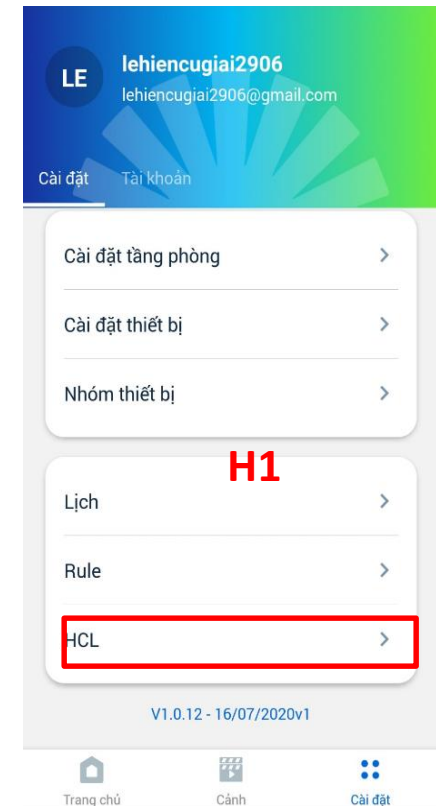 LE
lehiencugiai2906
lehiencugiai2906@gmail.com
Cài đặt Tài khoản
Cài đặt tầng phòng
Cài đặt thiết bị
Nhóm thiết bị
H1
Lịch
Rule
HCL
V1.0.12 - 16/07/2020v1
Trang chủ Cảnh Cài đặt